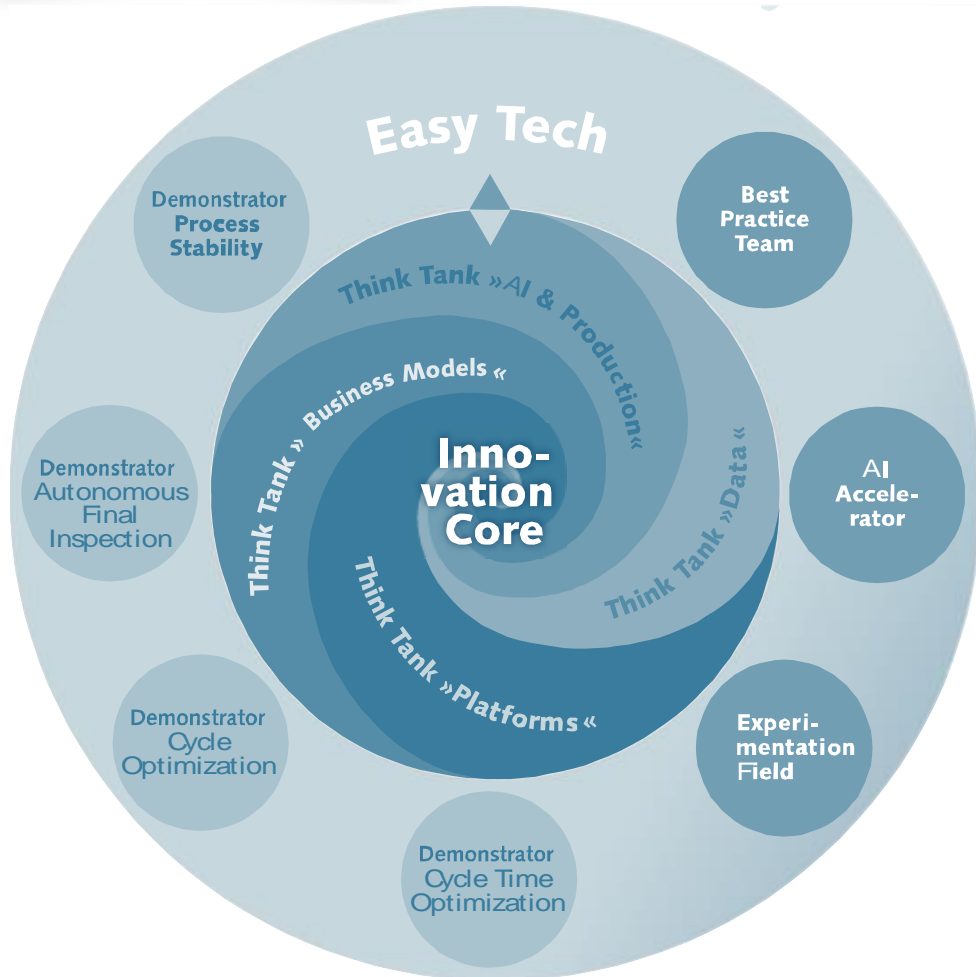 Easy Tech
Demonstrator
Process
Stability
Best
Practice
Team
Think Tank »AI & Production«
Think Tank » Business Models «
Inno-
vation
Core
Think Tank »Data «
Think Tank »Platforms «
Demonstrator
Autonomous
Final
Inspection
AI
Accele-
rator
Demonstrator
Cycle
Optimization
Experi-
mentation
Field
Demonstrator
Cycle Time
Optimization